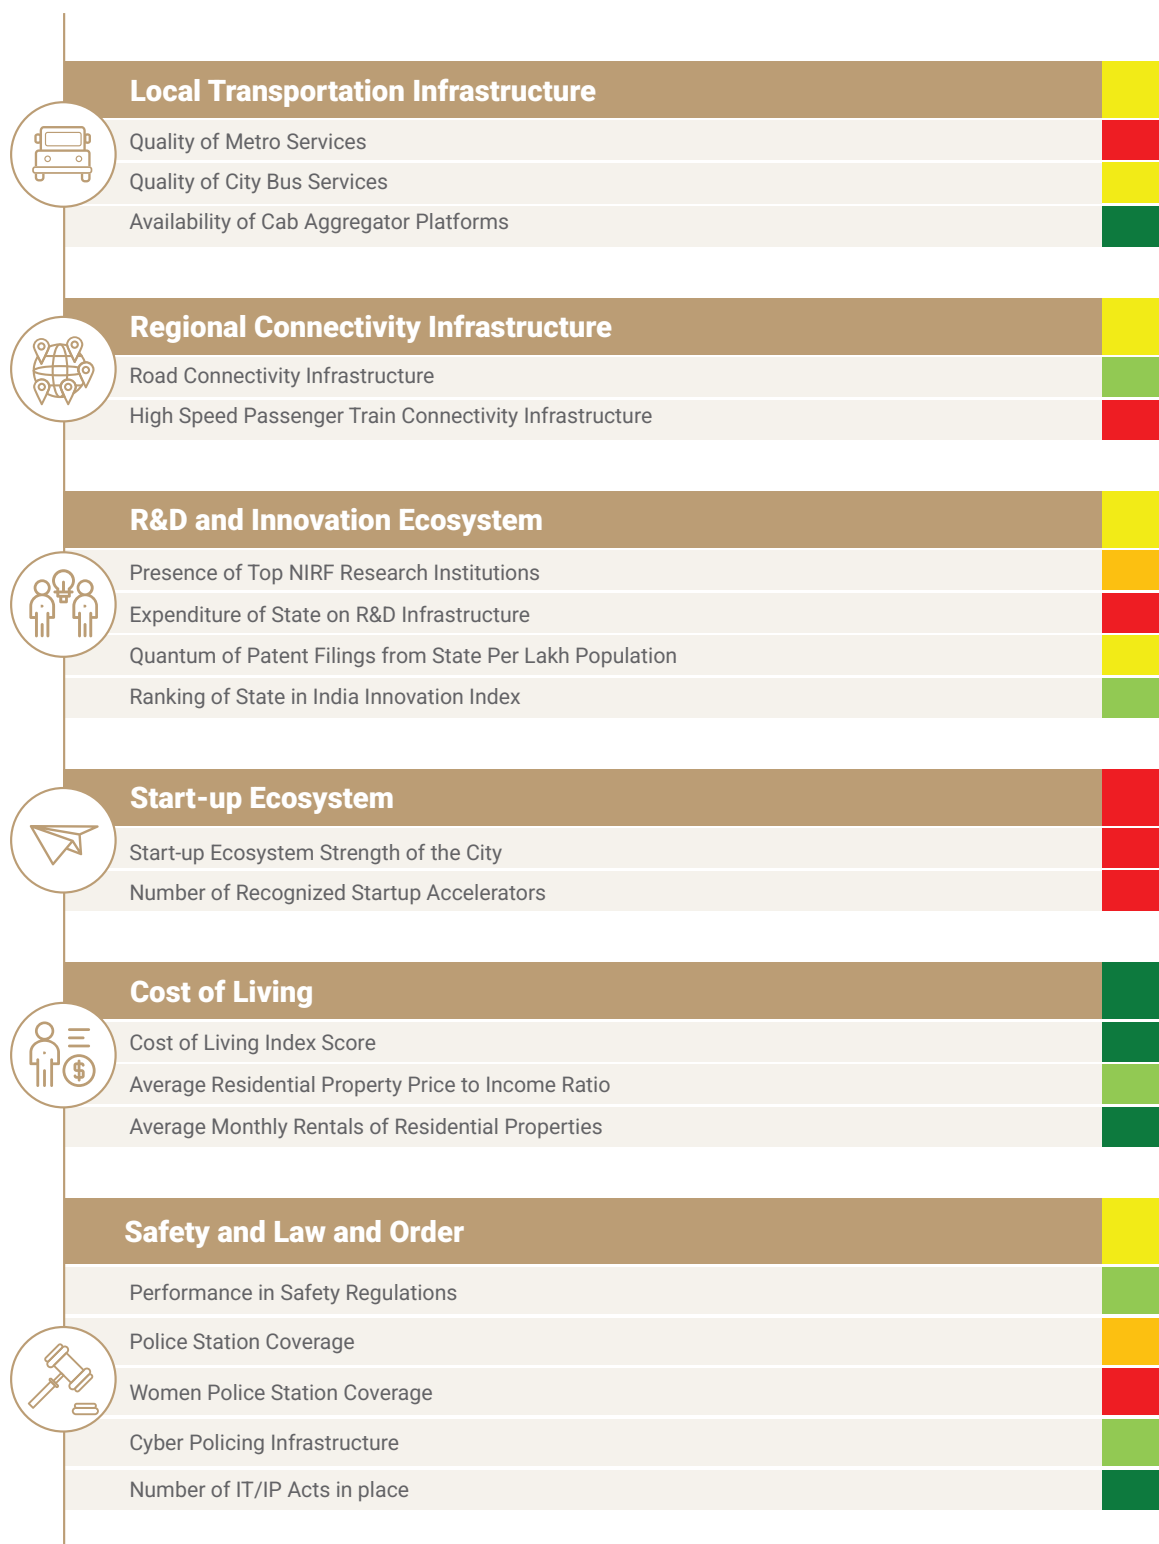 Local Transportation Infrastructure
Quality of Metro Services
Quality of City Bus Services
Availability of Cab Aggregator Platforms
Regional Connectivity Infrastructure
Road Connectivity Infrastructure
High Speed Passenger Train Connectivity Infrastructure
R&D and Innovation Ecosystem
Presence of Top NIRF Research Institutions
Expenditure of State on R&D Infrastructure
Quantum of Patent Filings from State Per Lakh Population
Ranking of State in India Innovation Index
Start-up Ecosystem
Start-up Ecosystem Strength of the City
Number of Recognized Startup Accelerators
Cost of Living
Cost of Living Index Score
Average Residential Property Price to Income Ratio
Average Monthly Rentals of Residential Properties
Safety and Law and Order
Performance in Safety Regulations
Police Station Coverage
Women Police Station Coverage
Cyber Policing Infrastructure
Number of IT/IP Acts in place